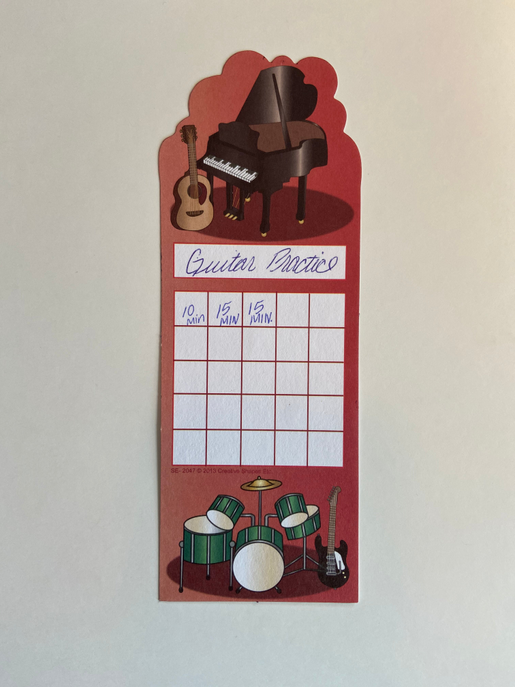 Guitar Practice
10 Min 15 MIN 15 MIN.
SE- 2047 © 2013 Creative Shapes Etc.